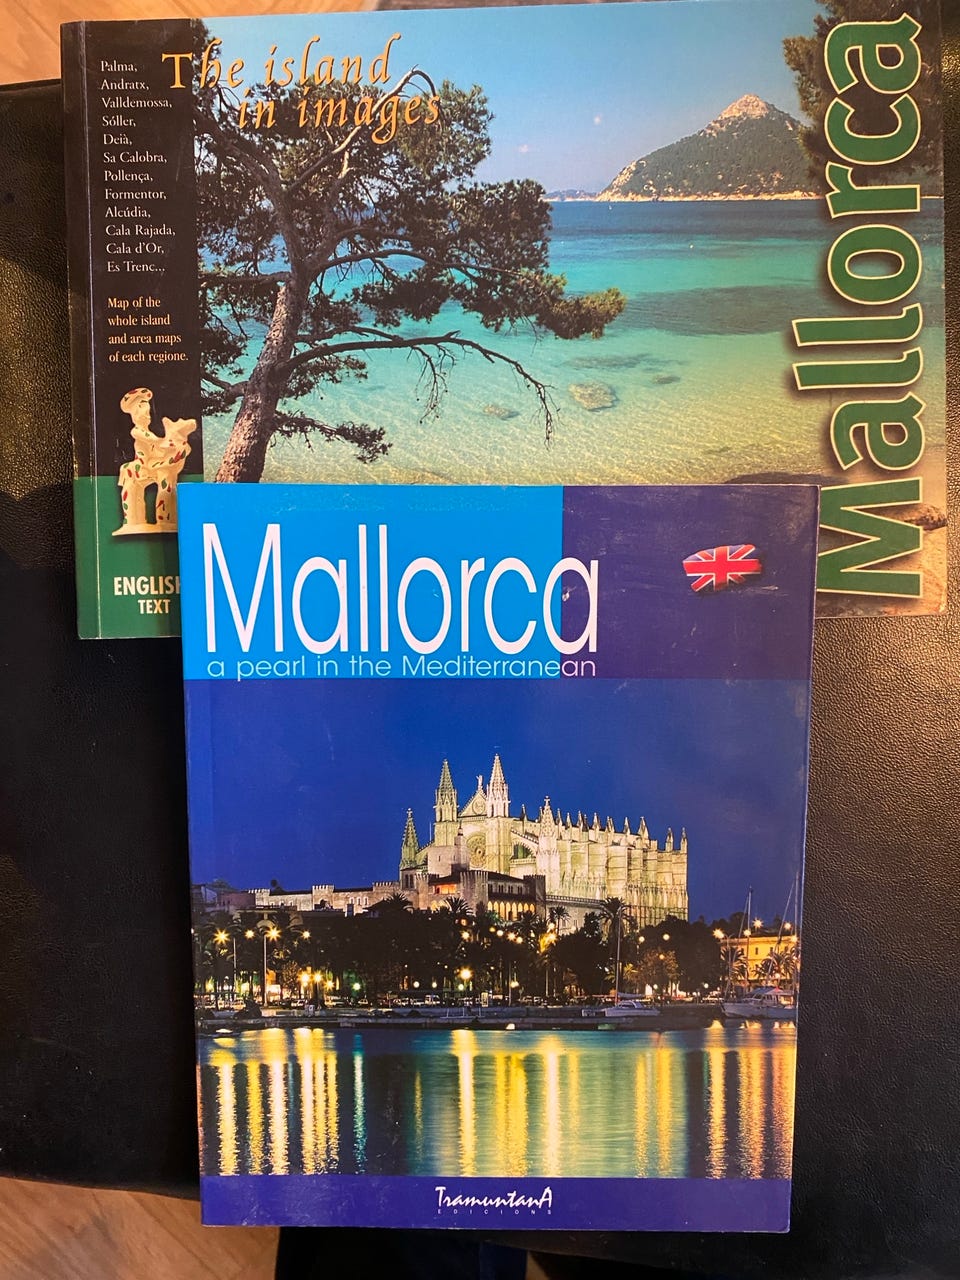 The island
in images
Palma,
Andratx,
Valldemossa,
Sóller,
Deià,
Sa Calobra,
Pollença,
Formentor,
Alcúdia,
Cala Rajada,
Cala d'Or,
Es Trenc...
Map of the
whole island
and area maps
of each regione.
ENGLISH
TEXT
Mallorca
Mallorca
a pearl in the Mediterranean
TramuntanA
EDICIONS